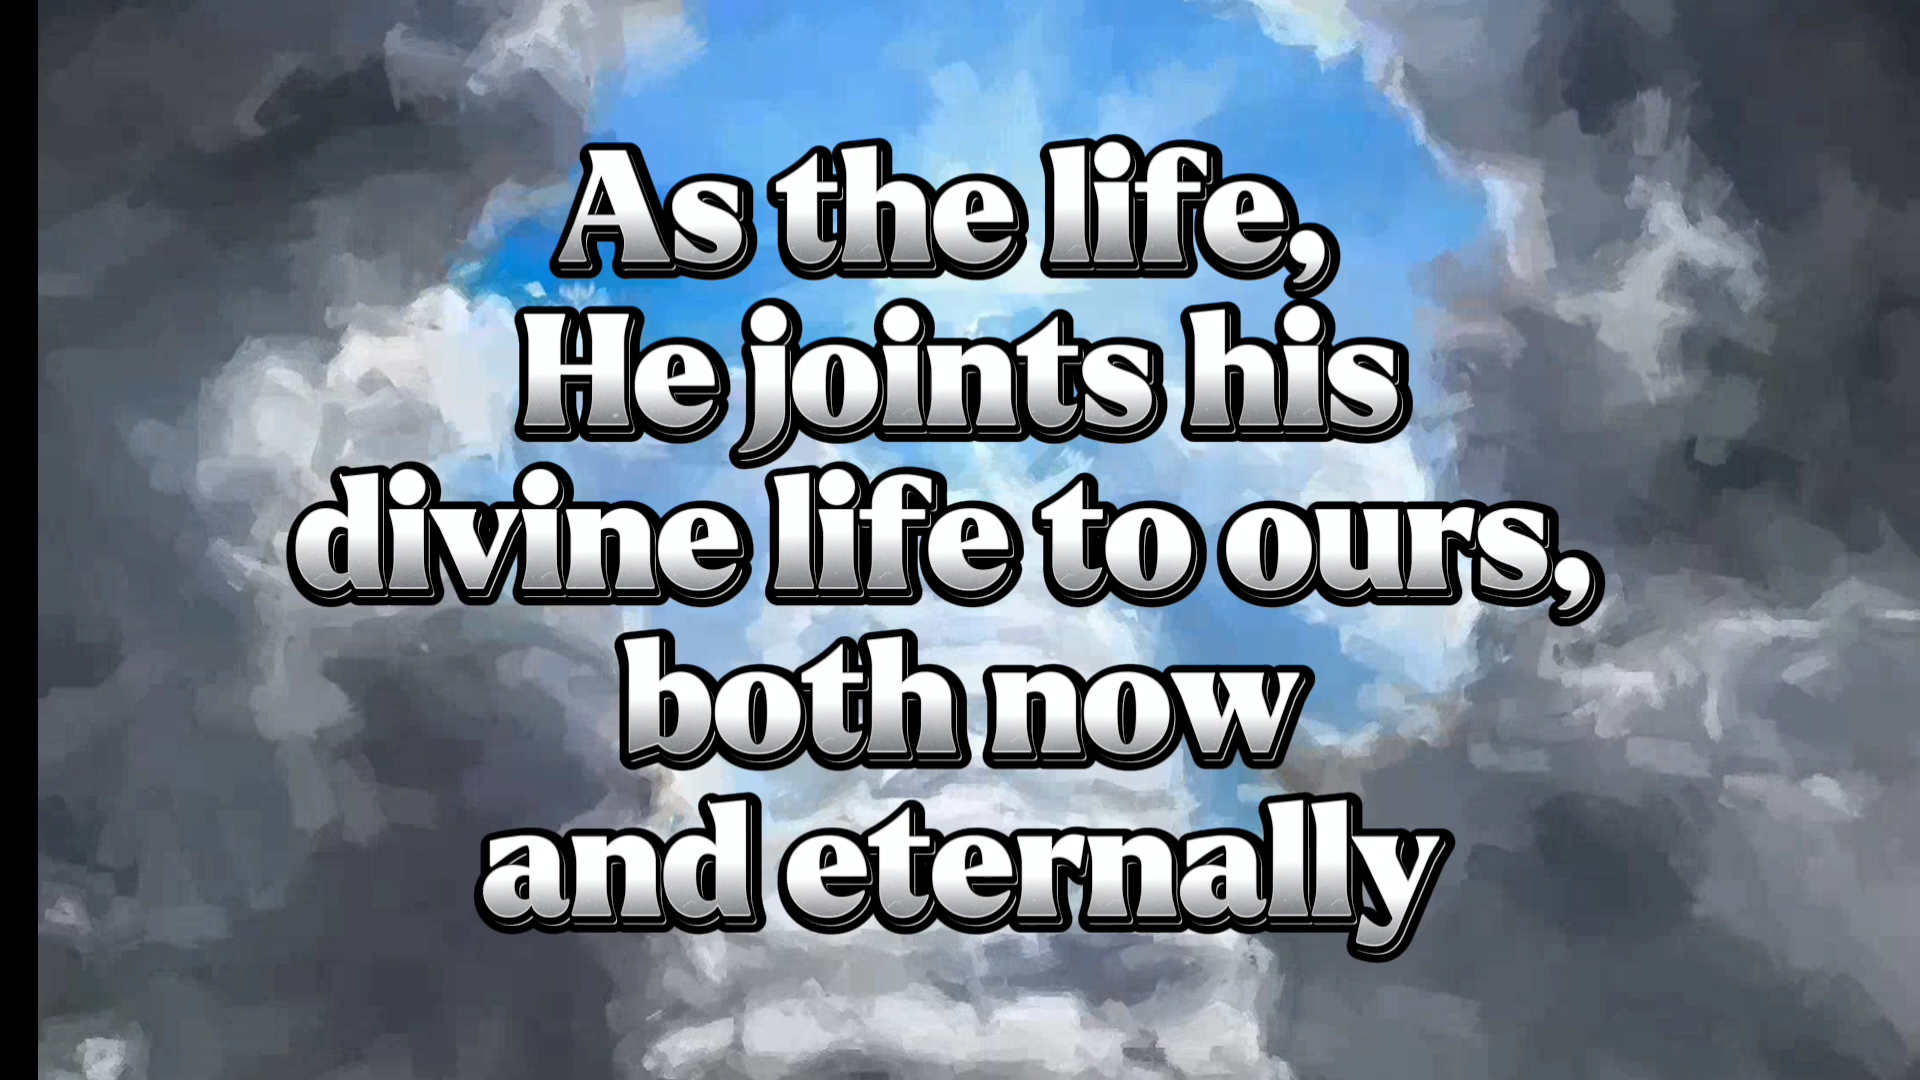 As the life,
He joints his
divine life to ours,
both now
and eternally